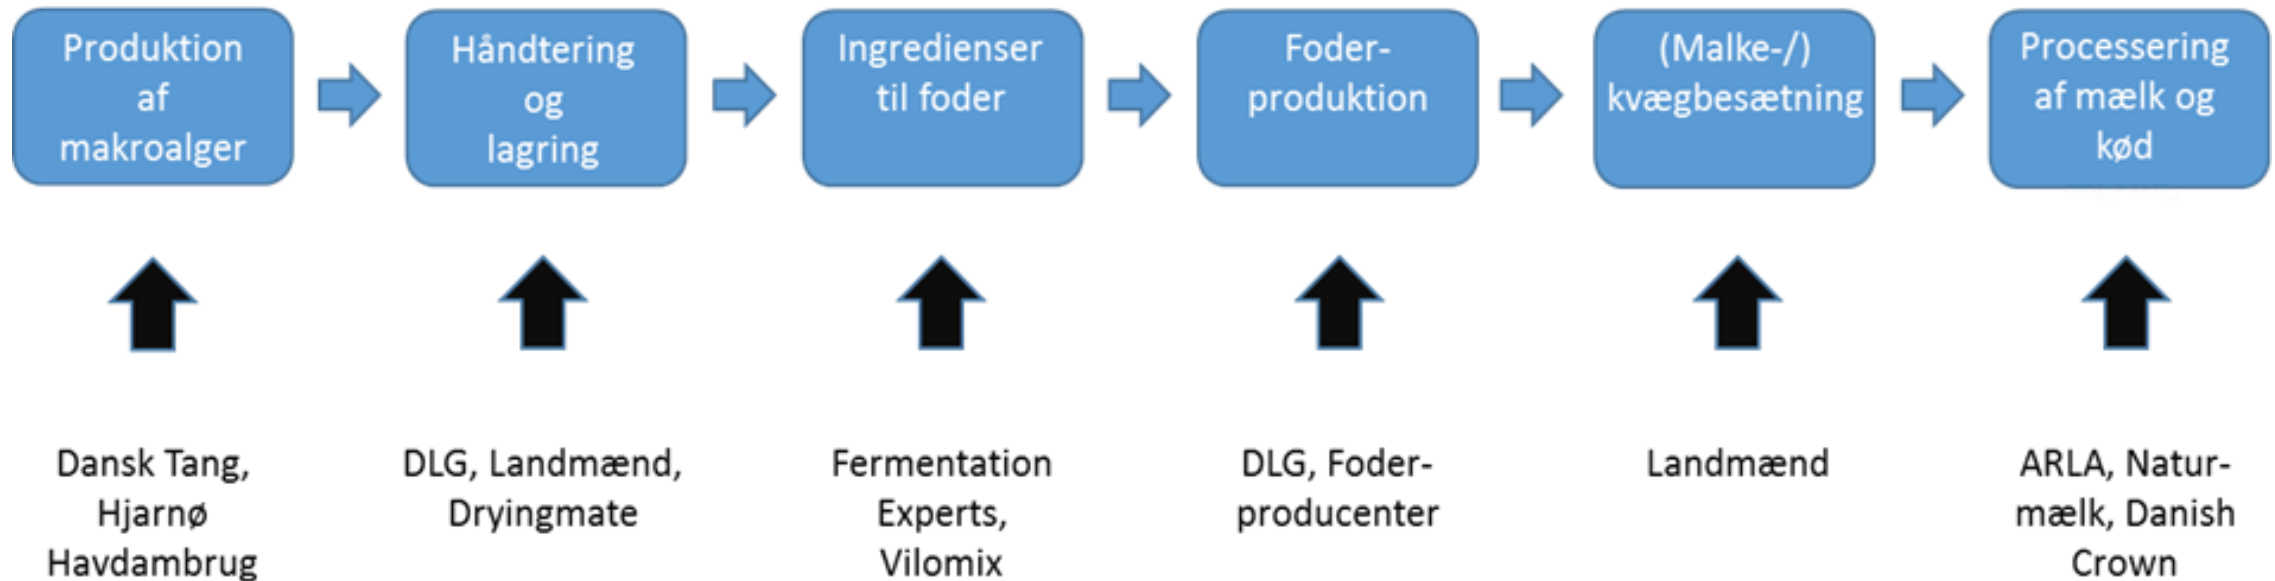 Produktion
af
makroalger
Håndtering
og
lagring
Ingredienser
til foder
Foder-
produktion
(Malke-/)
kvægbesætning
Processering
af mælk og
kød
Dansk Tang,
Hjarnø
Havdambrug
DLG, Landmænd,
Dryingmate
Fermentation
Experts,
Vilomix
DLG, Foder-
producenter
Landmænd
ARLA, Natur-
mælk, Danish
Crown